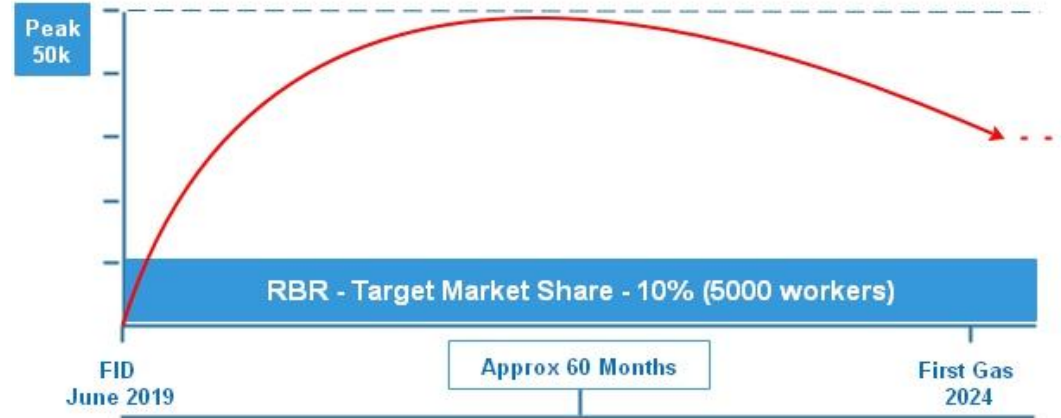 Peak
50k
RBR - Target Market Share - 10% (5000 workers)
FID
June 2019
Approx 60 Months
First Gas
2024